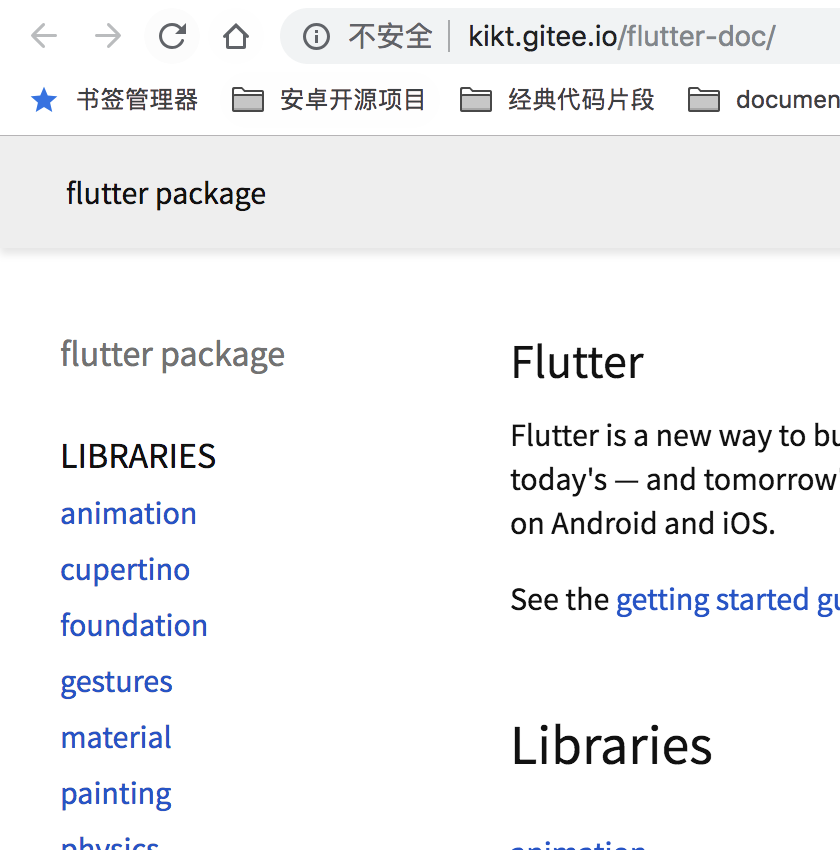 不安全 kikt.gitee.io/flutter-doc/
书签管理器 安卓开源项目 经典代码片段 documen
flutter package
flutter package
LIBRARIES
animation
cupertino
foundation
gestures
material
painting
physics
Flutter
Flutter is a new way to bu
today's — and tomorrow'
on Android and iOS.
See the getting started gu
Libraries
animation